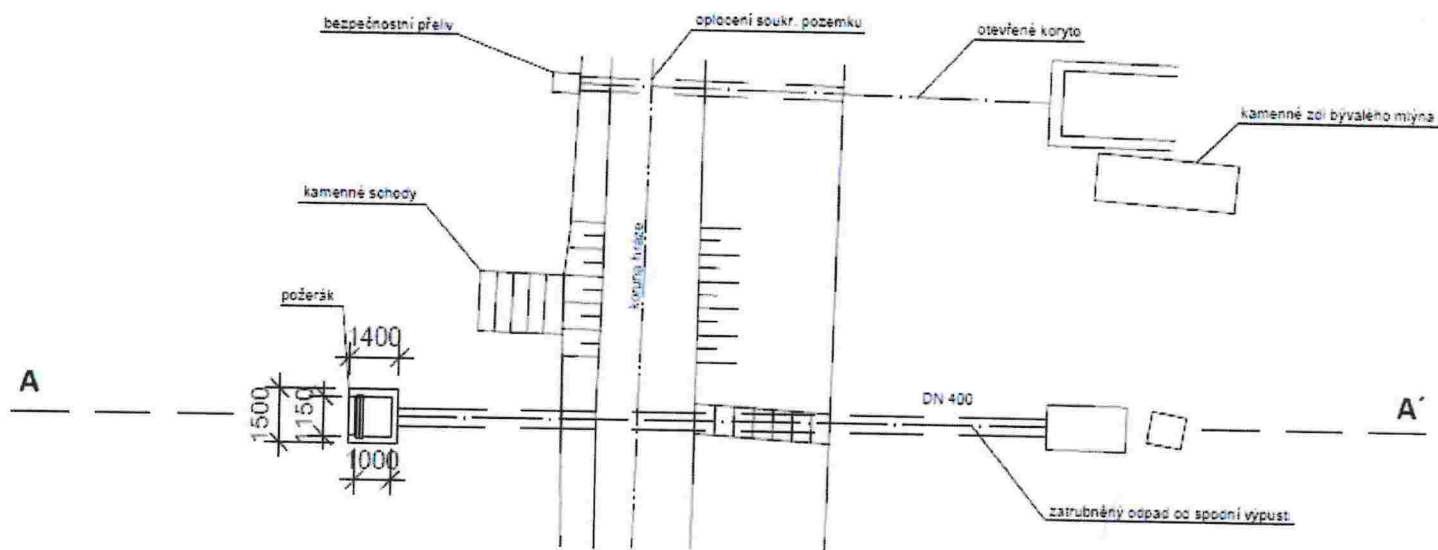 bezpečnostní přeliv
oplocení soukr. pozemku
otevřené koryto
kamenné zdi bývalého mlýna
kamenné schody
koruna hráze
požerák
1400
A
1500
1150
1000
DN 400
A´
zatrubněný odpad od spodní výpusti